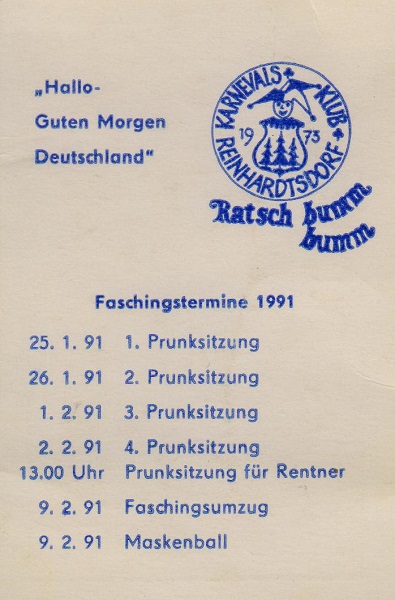 „Hallo-
Guten Morgen
Deutschland“
KARNEVALS KLUB
1973
REINHARDTSDORF
Ratsch bumm
bumm
Faschingstermine 1991
25. 1. 91 1. Prunksitzung
26. 1. 91 2. Prunksitzung
1. 2. 91 3. Prunksitzung
2. 2. 91 4. Prunksitzung
13.00 Uhr Prunksitzung für Rentner
9. 2. 91 Faschingsumzug
9. 2. 91 Maskenball